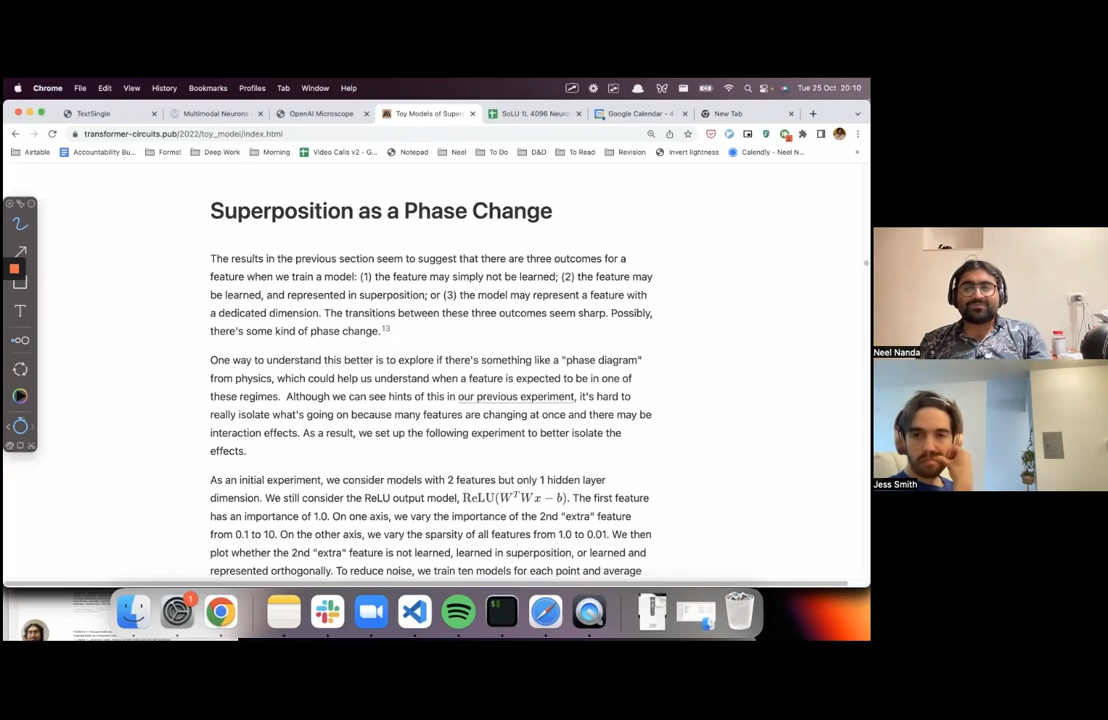 Chrome File Edit View History Bookmarks Profiles Tab Window Help Tue 25 Oct 20:10
TextSingle Multimodal Neurons OpenAI Microscope Toy Models of Super SoLU TL 4096 Neuro Google Calendar - 4 New Tab
transformer-circuits.pub/2022/toy_model/index.html
Airtable Accountability Bu... Forms! Deep Work Morning Video Calls v2 - G... Notepad Neel To Do D&D To Read Revision invert lightness Calendly - Neel N...
Superposition as a Phase Change
The results in the previous section seem to suggest that there are three outcomes for a
feature when we train a model: (1) the feature may simply not be learned; (2) the feature may
be learned, and represented in superposition; or (3) the model may represent a feature with
a dedicated dimension. The transitions between these three outcomes seem sharp. Possibly,
there's some kind of phase change.13
One way to understand this better is to explore if there's something like a "phase diagram"
from physics, which could help us understand when a feature is expected to be in one of
these regimes. Although we can see hints of this in our previous experiment, it's hard to
really isolate what's going on because many features are changing at once and there may be
interaction effects. As a result, we set up the following experiment to better isolate the
effects.
As an initial experiment, we consider models with 2 features but only 1 hidden layer
dimension. We still consider the ReLU output model, ReLU(W^T Wx − b). The first feature
has an importance of 1.0. On one axis, we vary the importance of the 2nd "extra" feature
from 0.1 to 10. On the other axis, we vary the sparsity of all features from 1.0 to 0.01. We then
plot whether the 2nd "extra" feature is not learned, learned in superposition, or learned and
represented orthogonally. To reduce noise, we train ten models for each point and average
Neel Nanda
Jess Smith